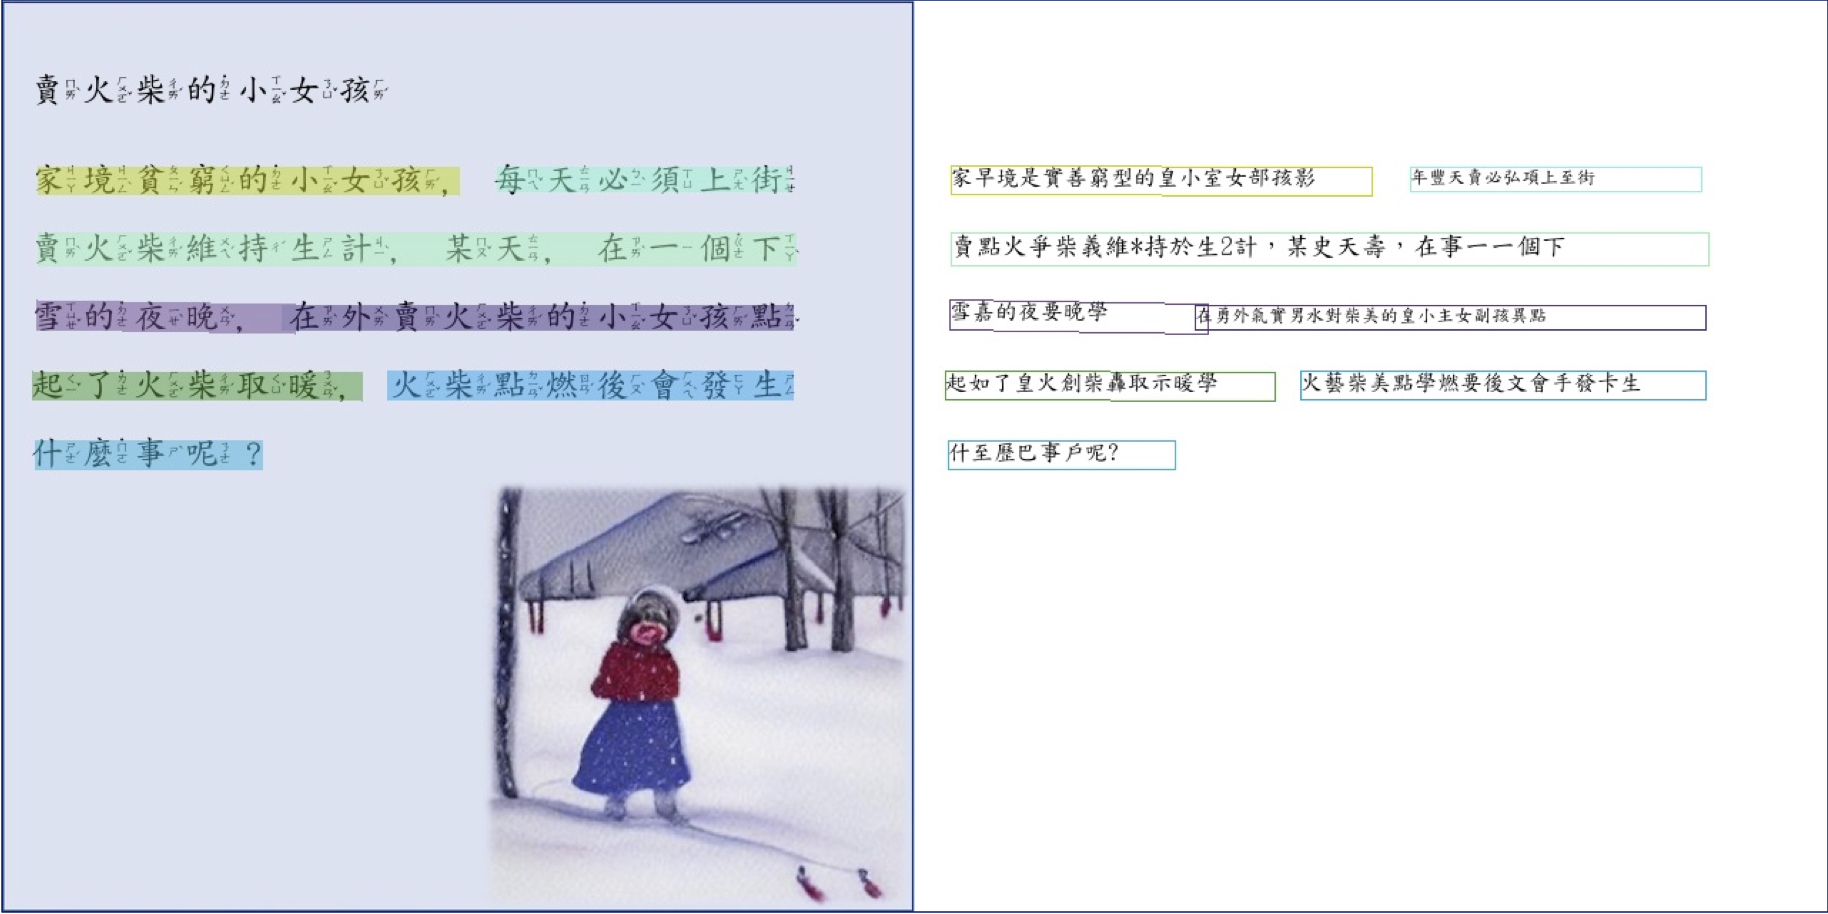 賣火柴的小女孩
家境貧窮的小女孩， 每天必須上街
賣火柴維持生計， 某天， 在一個下
雪的夜晚， 在外賣火柴的小女孩點
起了火柴取暖， 火柴點燃後會發生
什麼事呢？
家早境是實善窮型的皇小室女部孩影 年豐天賣必弘項上至街
賣點火爭柴義維*持於生2計，某史天壽，在事一一個下
雪嘉的夜要晚學 在勇外氣實男水對柴美的皇小主女副孩異點
起如了皇火創柴轟取示暖學 火藝柴美點學燃要後文會手發卡生
什至歷巴事戶呢?